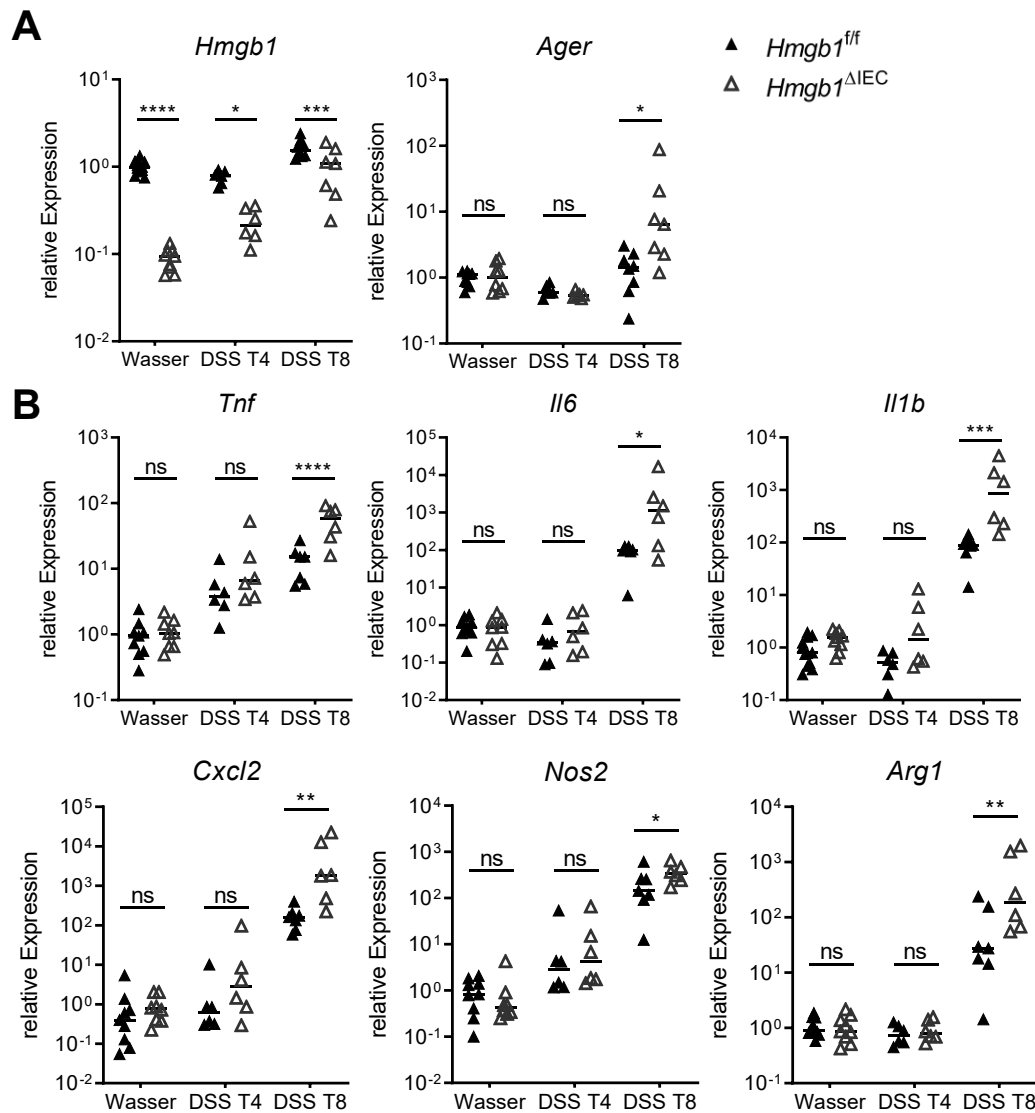 A
Hmgb1
Ager
Hmgb1f/f
Hmgb1ΔIEC
relative Expression
10¹
10⁰
10⁻¹
10⁻²
****
*
***
Wasser DSS T4 DSS T8
relative Expression
10³
10²
10¹
10⁰
10⁻¹
ns
ns
*
Wasser DSS T4 DSS T8
B
Tnf
Il6
Il1b
relative Expression
10³
10²
10¹
10⁰
10⁻¹
ns
ns
****
Wasser DSS T4 DSS T8
relative Expression
10⁵
10⁴
10³
10²
10¹
10⁰
10⁻¹
10⁻²
ns
ns
*
Wasser DSS T4 DSS T8
relative Expression
10⁴
10³
10²
10¹
10⁰
10⁻¹
ns
ns
***
Wasser DSS T4 DSS T8
Cxcl2
Nos2
Arg1
relative Expression
10⁵
10⁴
10³
10²
10¹
10⁰
10⁻¹
10⁻²
ns
ns
**
Wasser DSS T4 DSS T8
relative Expression
10⁴
10³
10²
10¹
10⁰
10⁻¹
10⁻²
ns
ns
*
Wasser DSS T4 DSS T8
relative Expression
10⁴
10³
10²
10¹
10⁰
10⁻¹
ns
ns
**
Wasser DSS T4 DSS T8